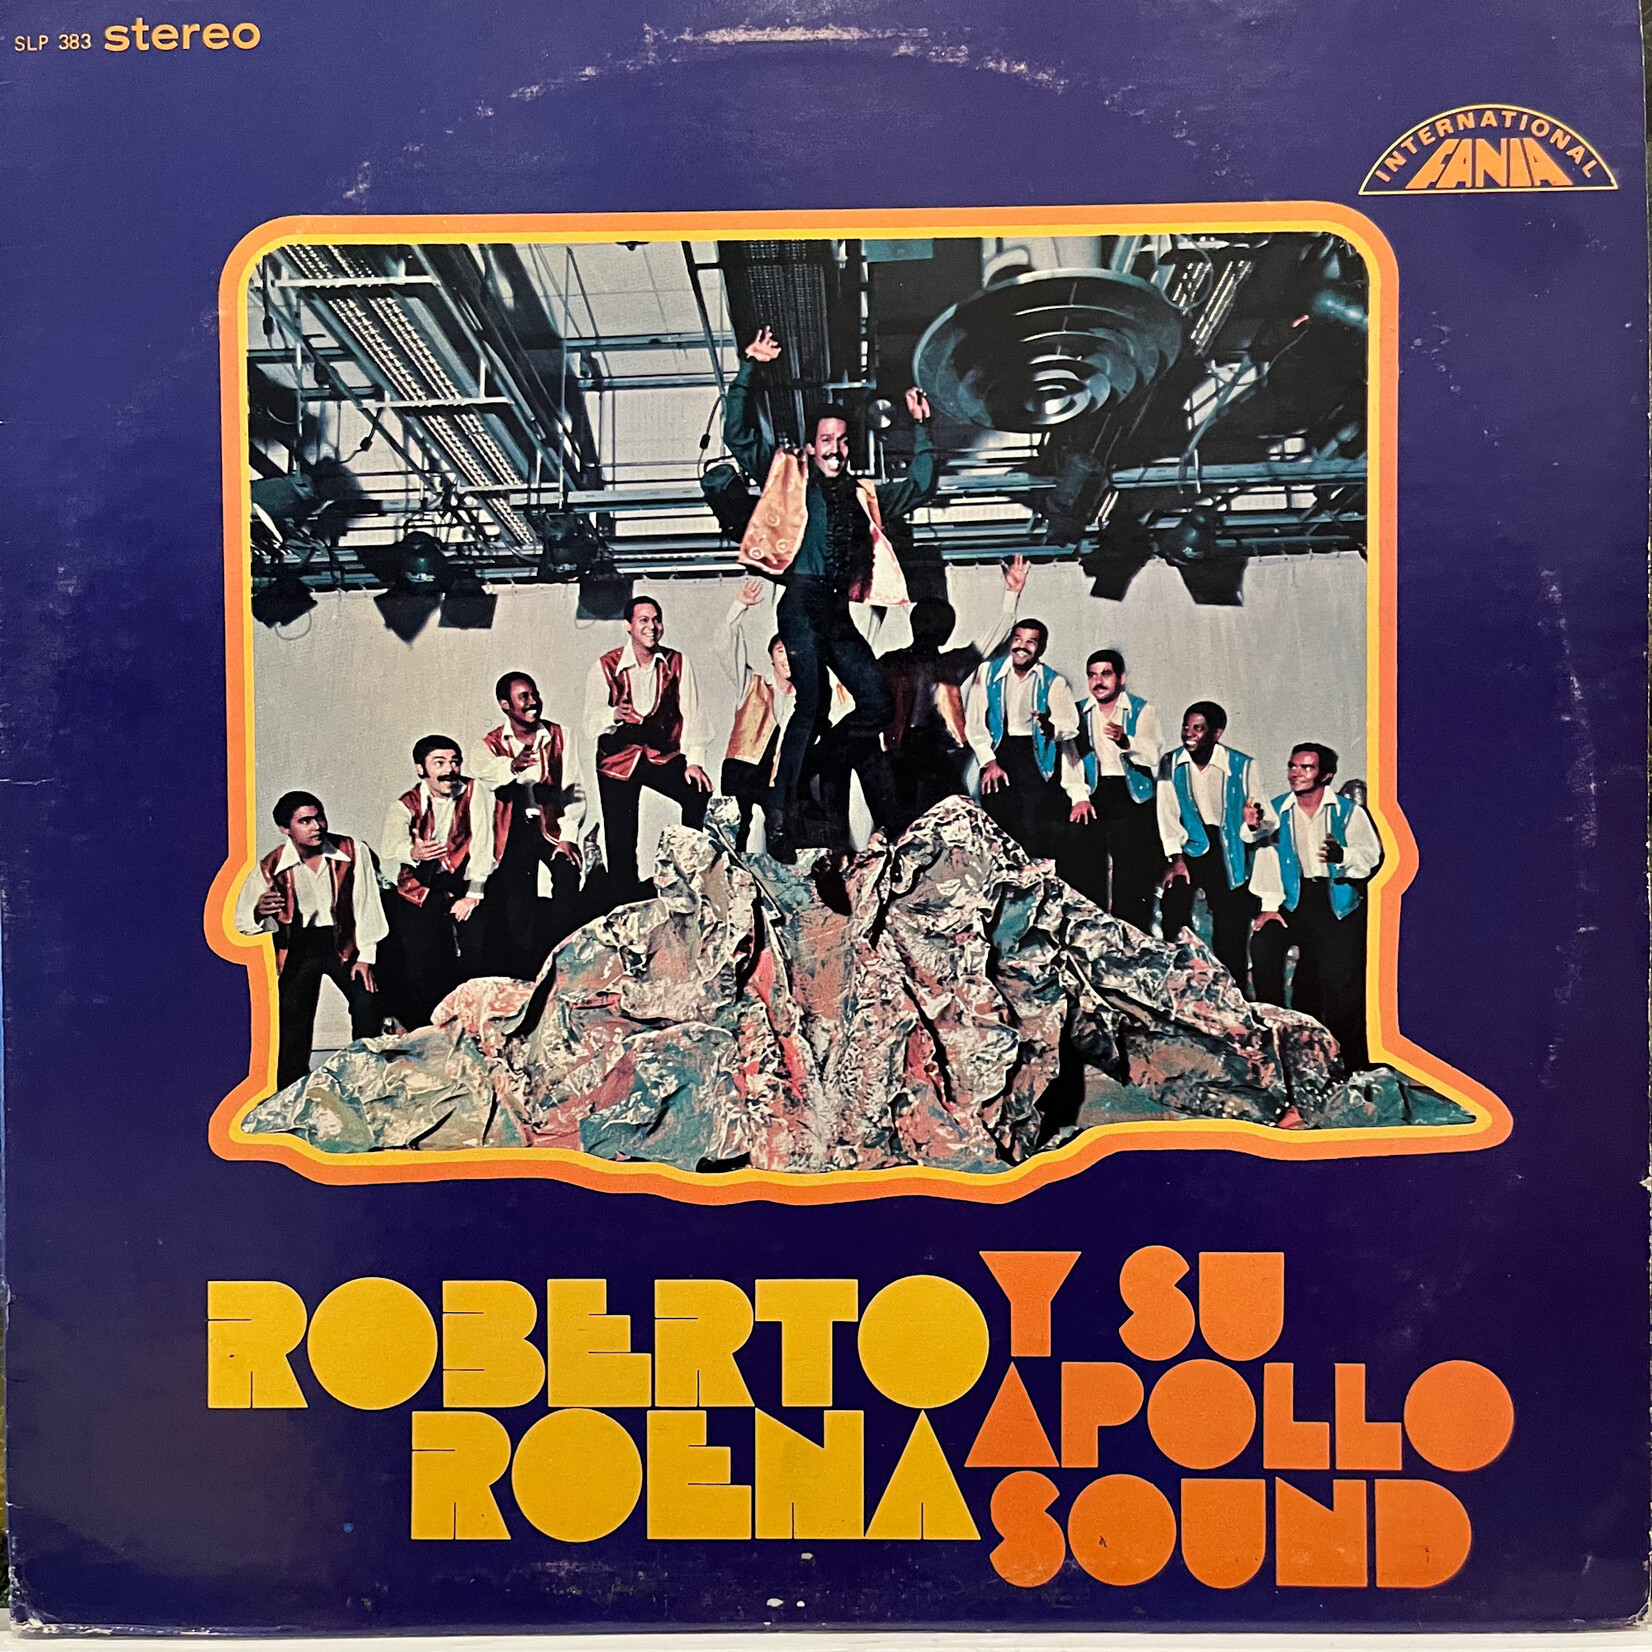 SLP 383 stereo
INTERNATIONAL
FANIA
ROBERTO
ROENA
Y SU
APOLLO
SOUND